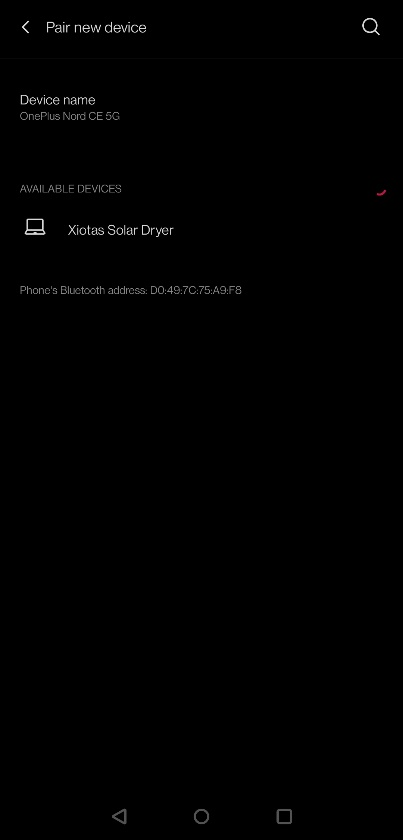 Pair new device
Device name
OnePlus Nord CE 5G
AVAILABLE DEVICES
Xiotas Solar Dryer
Phone's Bluetooth address: D0:49:7C:75:A9:F8